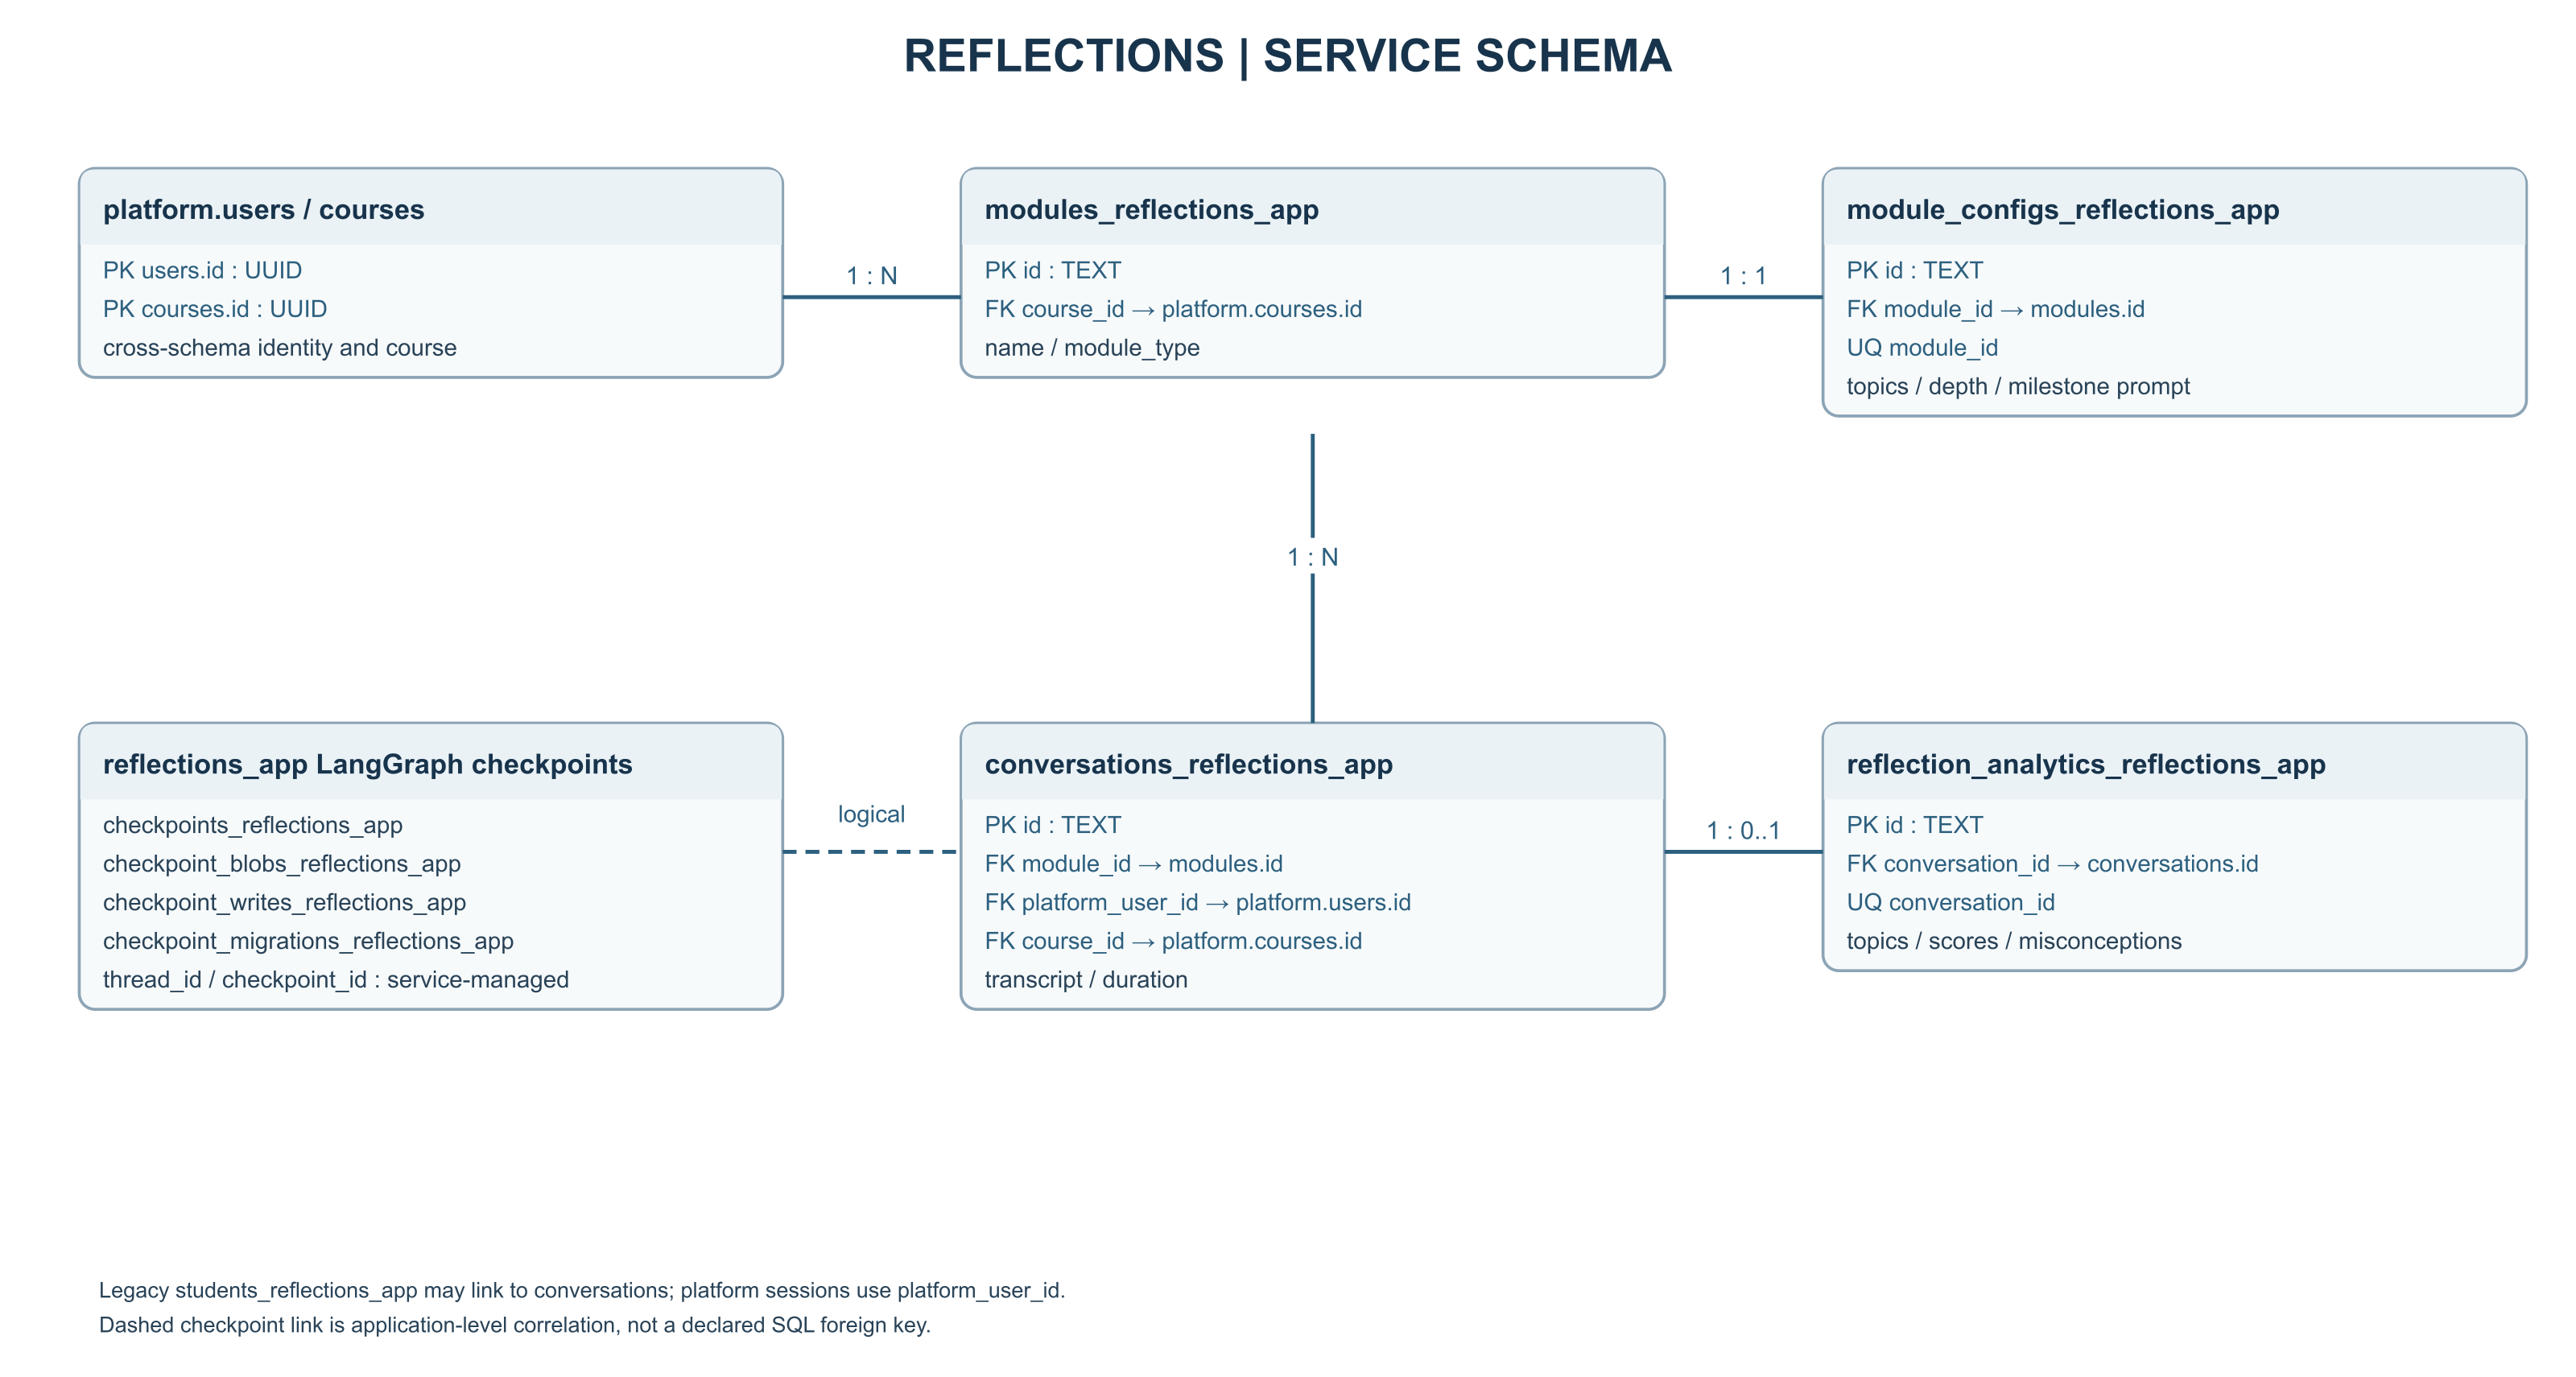 REFLECTIONS | SERVICE SCHEMA
platform.users / courses
PK users.id : UUID
PK courses.id : UUID
cross-schema identity and course
1 : N
modules_reflections_app
PK id : TEXT
FK course_id → platform.courses.id
name / module_type
1 : 1
module_configs_reflections_app
PK id : TEXT
FK module_id → modules.id
UQ module_id
topics / depth / milestone prompt
1 : N
reflections_app LangGraph checkpoints
checkpoints_reflections_app
checkpoint_blobs_reflections_app
checkpoint_writes_reflections_app
checkpoint_migrations_reflections_app
thread_id / checkpoint_id : service-managed
logical
conversations_reflections_app
PK id : TEXT
FK module_id → modules.id
FK platform_user_id → platform.users.id
FK course_id → platform.courses.id
transcript / duration
1 : 0..1
reflection_analytics_reflections_app
PK id : TEXT
FK conversation_id → conversations.id
UQ conversation_id
topics / scores / misconceptions
Legacy students_reflections_app may link to conversations; platform sessions use platform_user_id.
Dashed checkpoint link is application-level correlation, not a declared SQL foreign key.